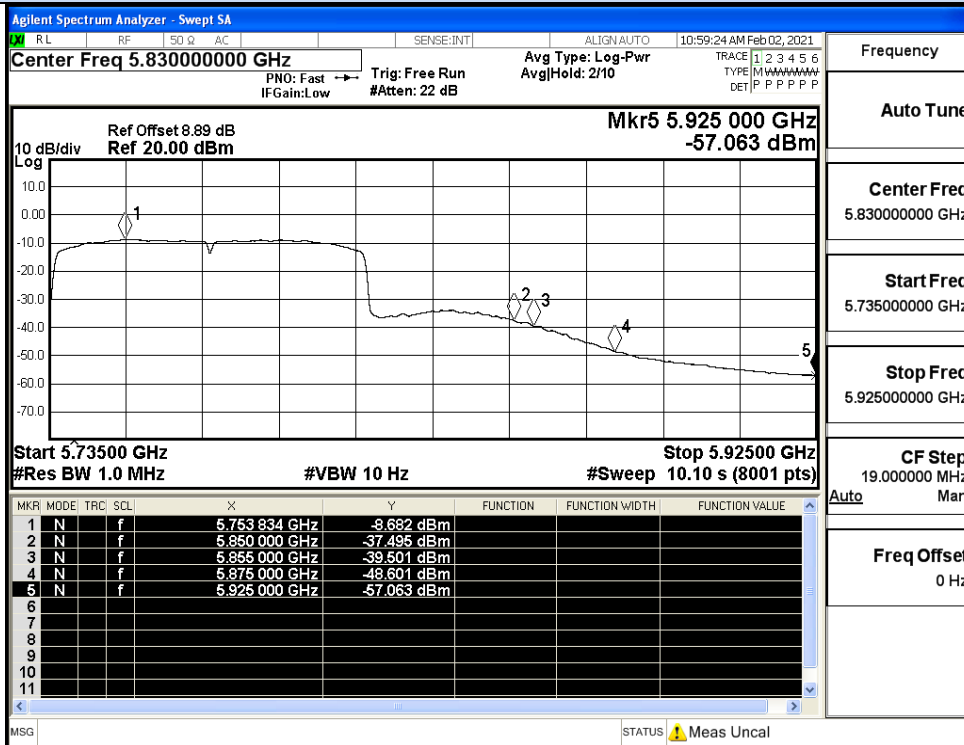 Agilent Spectrum Analyzer - Swept SA
LXI RL RF 50 Ω AC SENSE:INT ALIGNAUTO 10:59:24 AM Feb 02, 2021
Center Freq 5.830000000 GHz
PNO: Fast
IFGain:Low
Trig: Free Run
#Atten: 22 dB
Avg Type: Log-Pwr
Avg|Hold: 2/10
TRACE 1 2 3 4 5 6
TYPE M W W W W W
DET P P P P P P
Frequency
Auto Tune
Center Freq
5.830000000 GHz
Start Freq
5.735000000 GHz
Stop Freq
5.925000000 GHz
CF Step
19.000000 MHz
Auto Man
Freq Offset
0 Hz
Mkr5 5.925 000 GHz
-57.063 dBm
Ref Offset 8.89 dB
10 dB/div Ref 20.00 dBm
Log
10.0
0.00
-10.0
-20.0
-30.0
-40.0
-50.0
-60.0
-70.0
1
2
3
4
5
Start 5.73500 GHz Stop 5.92500 GHz
#Res BW 1.0 MHz #VBW 10 Hz #Sweep 10.10 s (8001 pts)
MKR MODE TRC SCL X Y FUNCTION FUNCTION WIDTH FUNCTION VALUE
1 N f 5.753 834 GHz -8.682 dBm
2 N f 5.850 000 GHz -37.495 dBm
3 N f 5.855 000 GHz -39.501 dBm
4 N f 5.875 000 GHz -48.601 dBm
5 N f 5.925 000 GHz -57.063 dBm
6
7
8
9
10
11
MSG STATUS Meas Uncal